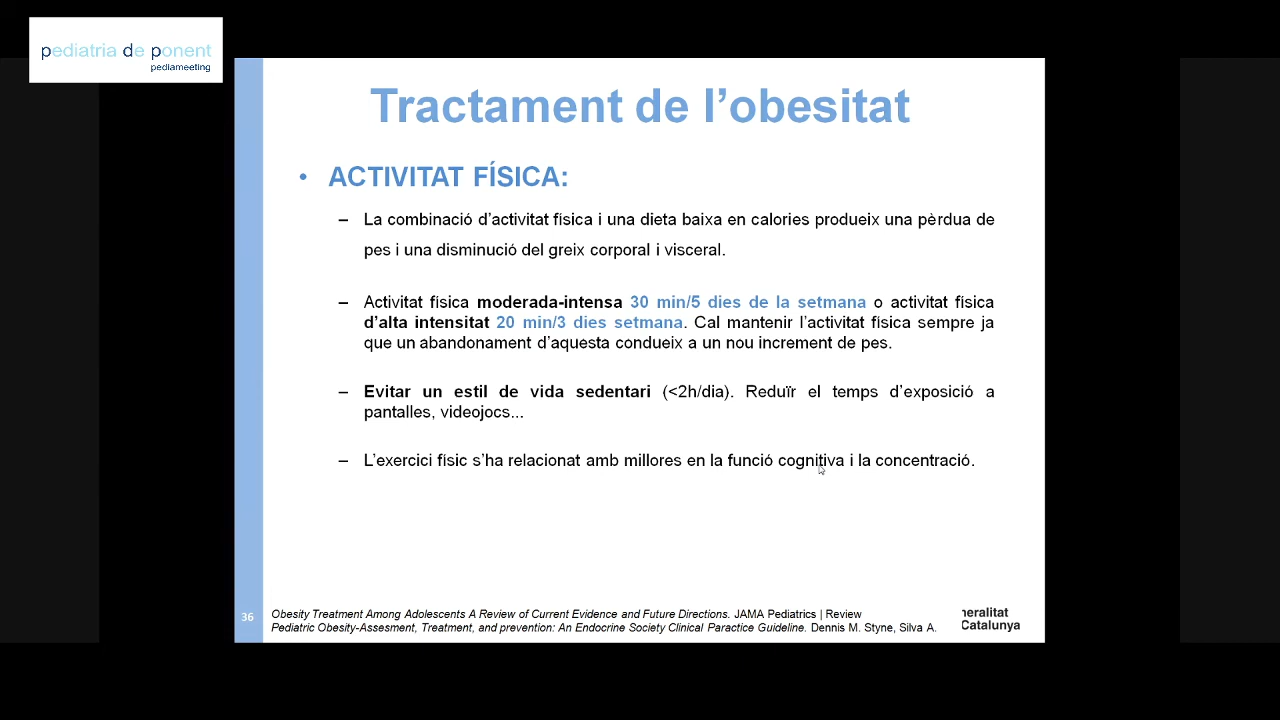 pediatria de ponent
pediameeting
Tractament de l’obesitat
• ACTIVITAT FÍSICA:
– La combinació d’activitat física i una dieta baixa en calories produeix una pèrdua de
pes i una disminució del greix corporal i visceral.
– Activitat física moderada-intensa 30 min/5 dies de la setmana o activitat física
d’alta intensitat 20 min/3 dies setmana. Cal mantenir l’activitat física sempre ja
que un abandonament d’aquesta condueix a un nou increment de pes.
– Evitar un estil de vida sedentari (<2h/dia). Reduïr el temps d’exposició a
pantalles, videojocs...
– L’exercici físic s’ha relacionat amb millores en la funció cognitiva i la concentració.
36
Obesity Treatment Among Adolescents A Review of Current Evidence and Future Directions. JAMA Pediatrics | Review
Pediatric Obesity-Assesment, Treatment, and prevention: An Endocrine Society Clinical Paractice Guideline. Dennis M. Styne, Silva A.
neralitat
Catalunya